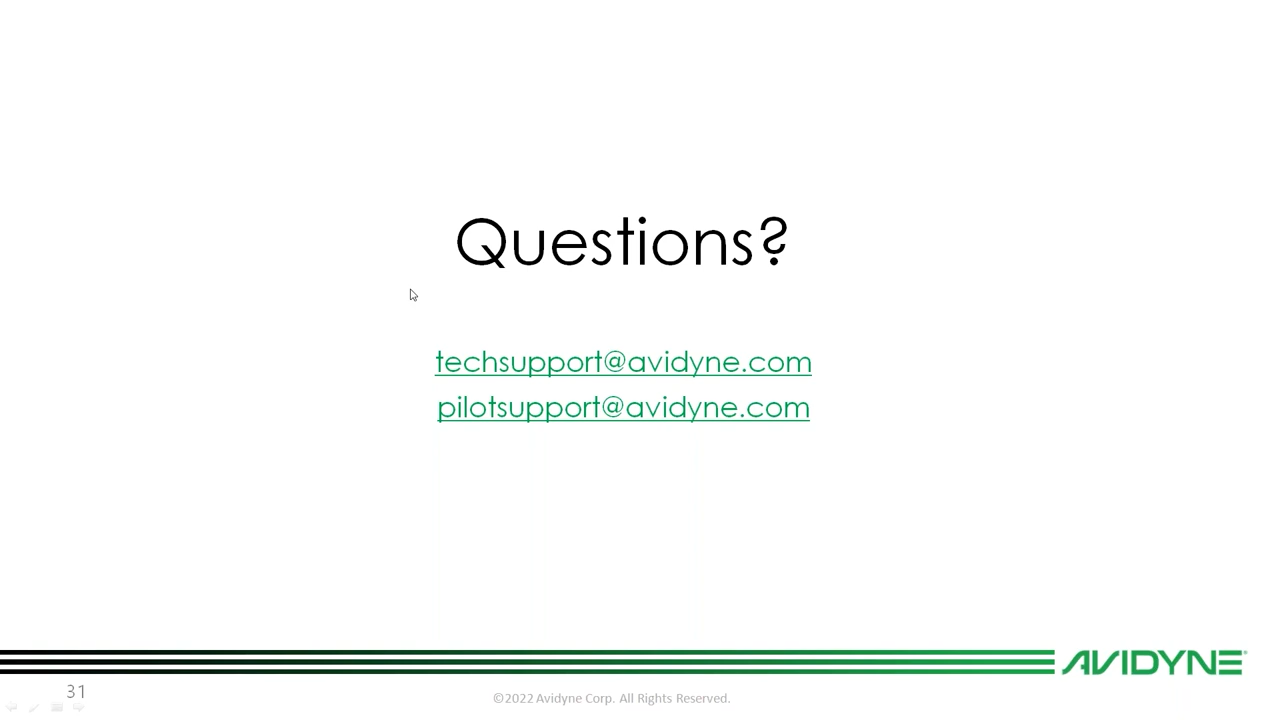 Questions?
techsupport@avidyne.com
pilotsupport@avidyne.com
AVIDYNE
31
©2022 Avidyne Corp. All Rights Reserved.